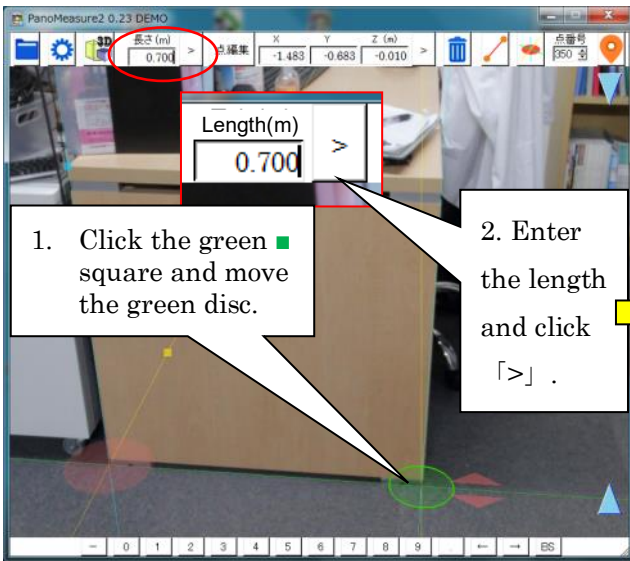 PanoMeasure2 0.23 DEMO
3D
長さ(m)
0.700
>
点編集
X
Y
Z (m)
-1.483
-0.683
-0.010
>
点番号
350
Length(m)
0.700
>
1. Click the green ■
square and move
the green disc.
2. Enter
the length
and click
「>」.
- 0 1 2 3 4 5 6 7 8 9 . ← → BS